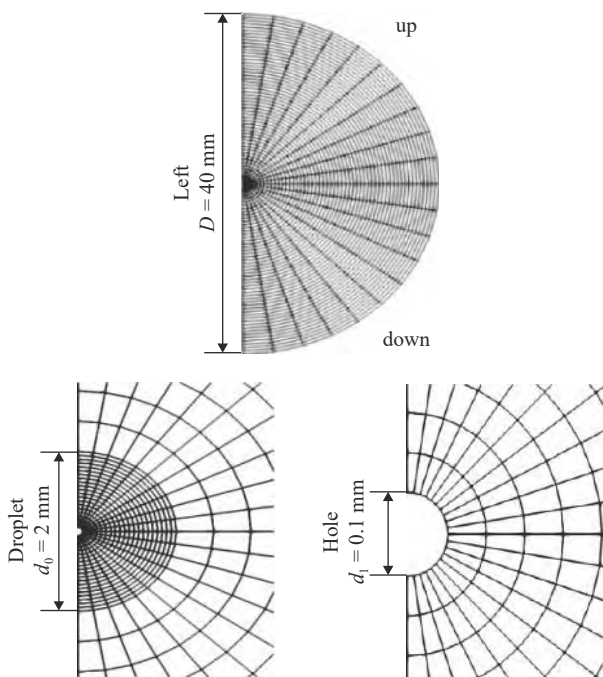 up
Left
D = 40 mm
down
Droplet
d₀ = 2 mm
Hole
d₁ = 0.1 mm